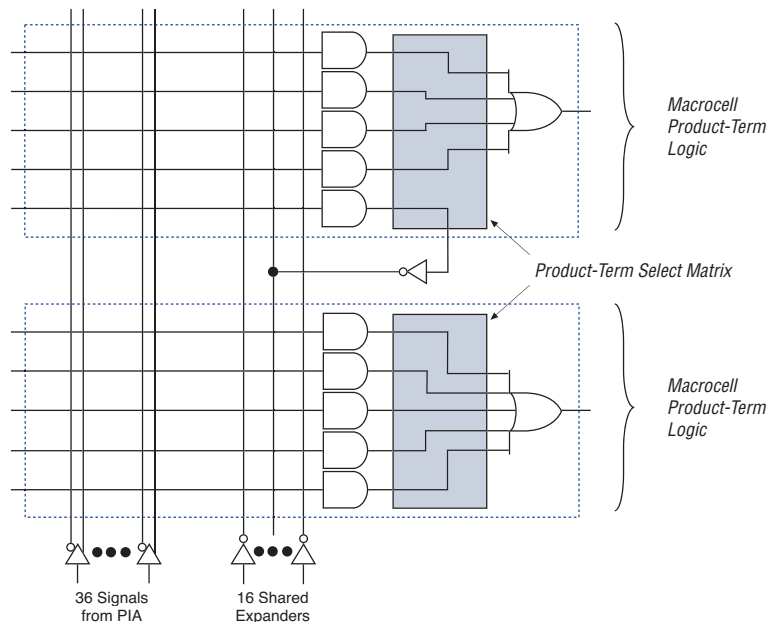 Macrocell
Product-Term
Logic
Product-Term Select Matrix
Macrocell
Product-Term
Logic
36 Signals
from PIA
16 Shared
Expanders